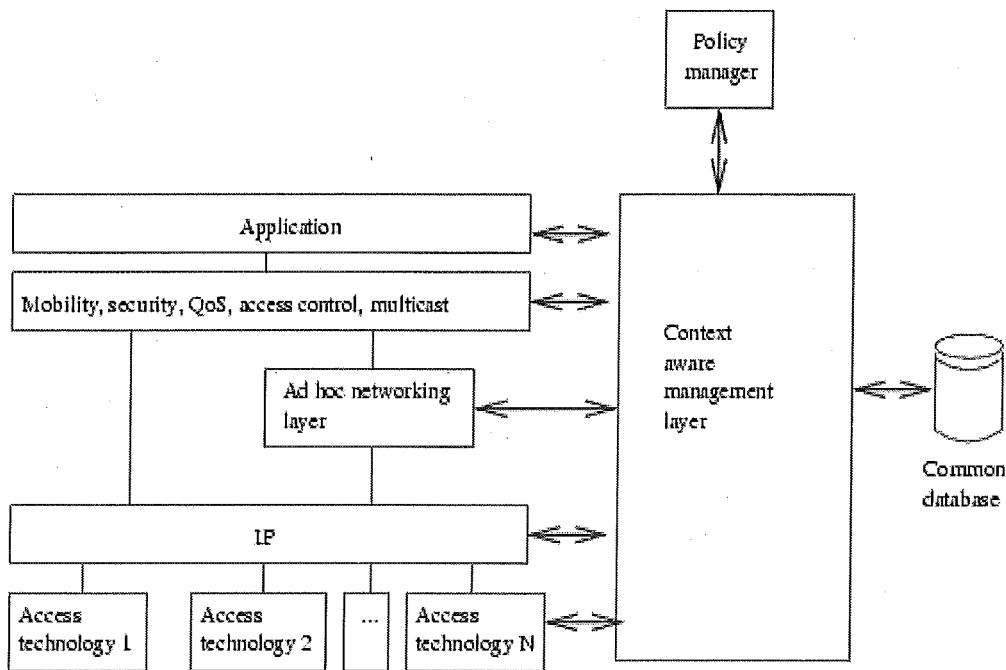 Policy
manager
Application
Mobility, security, QoS, access control, multicast
Ad hoc networking
layer
Context
aware
management
layer
Common
database
IP
Access
technology 1
Access
technology 2
...
Access
technology N